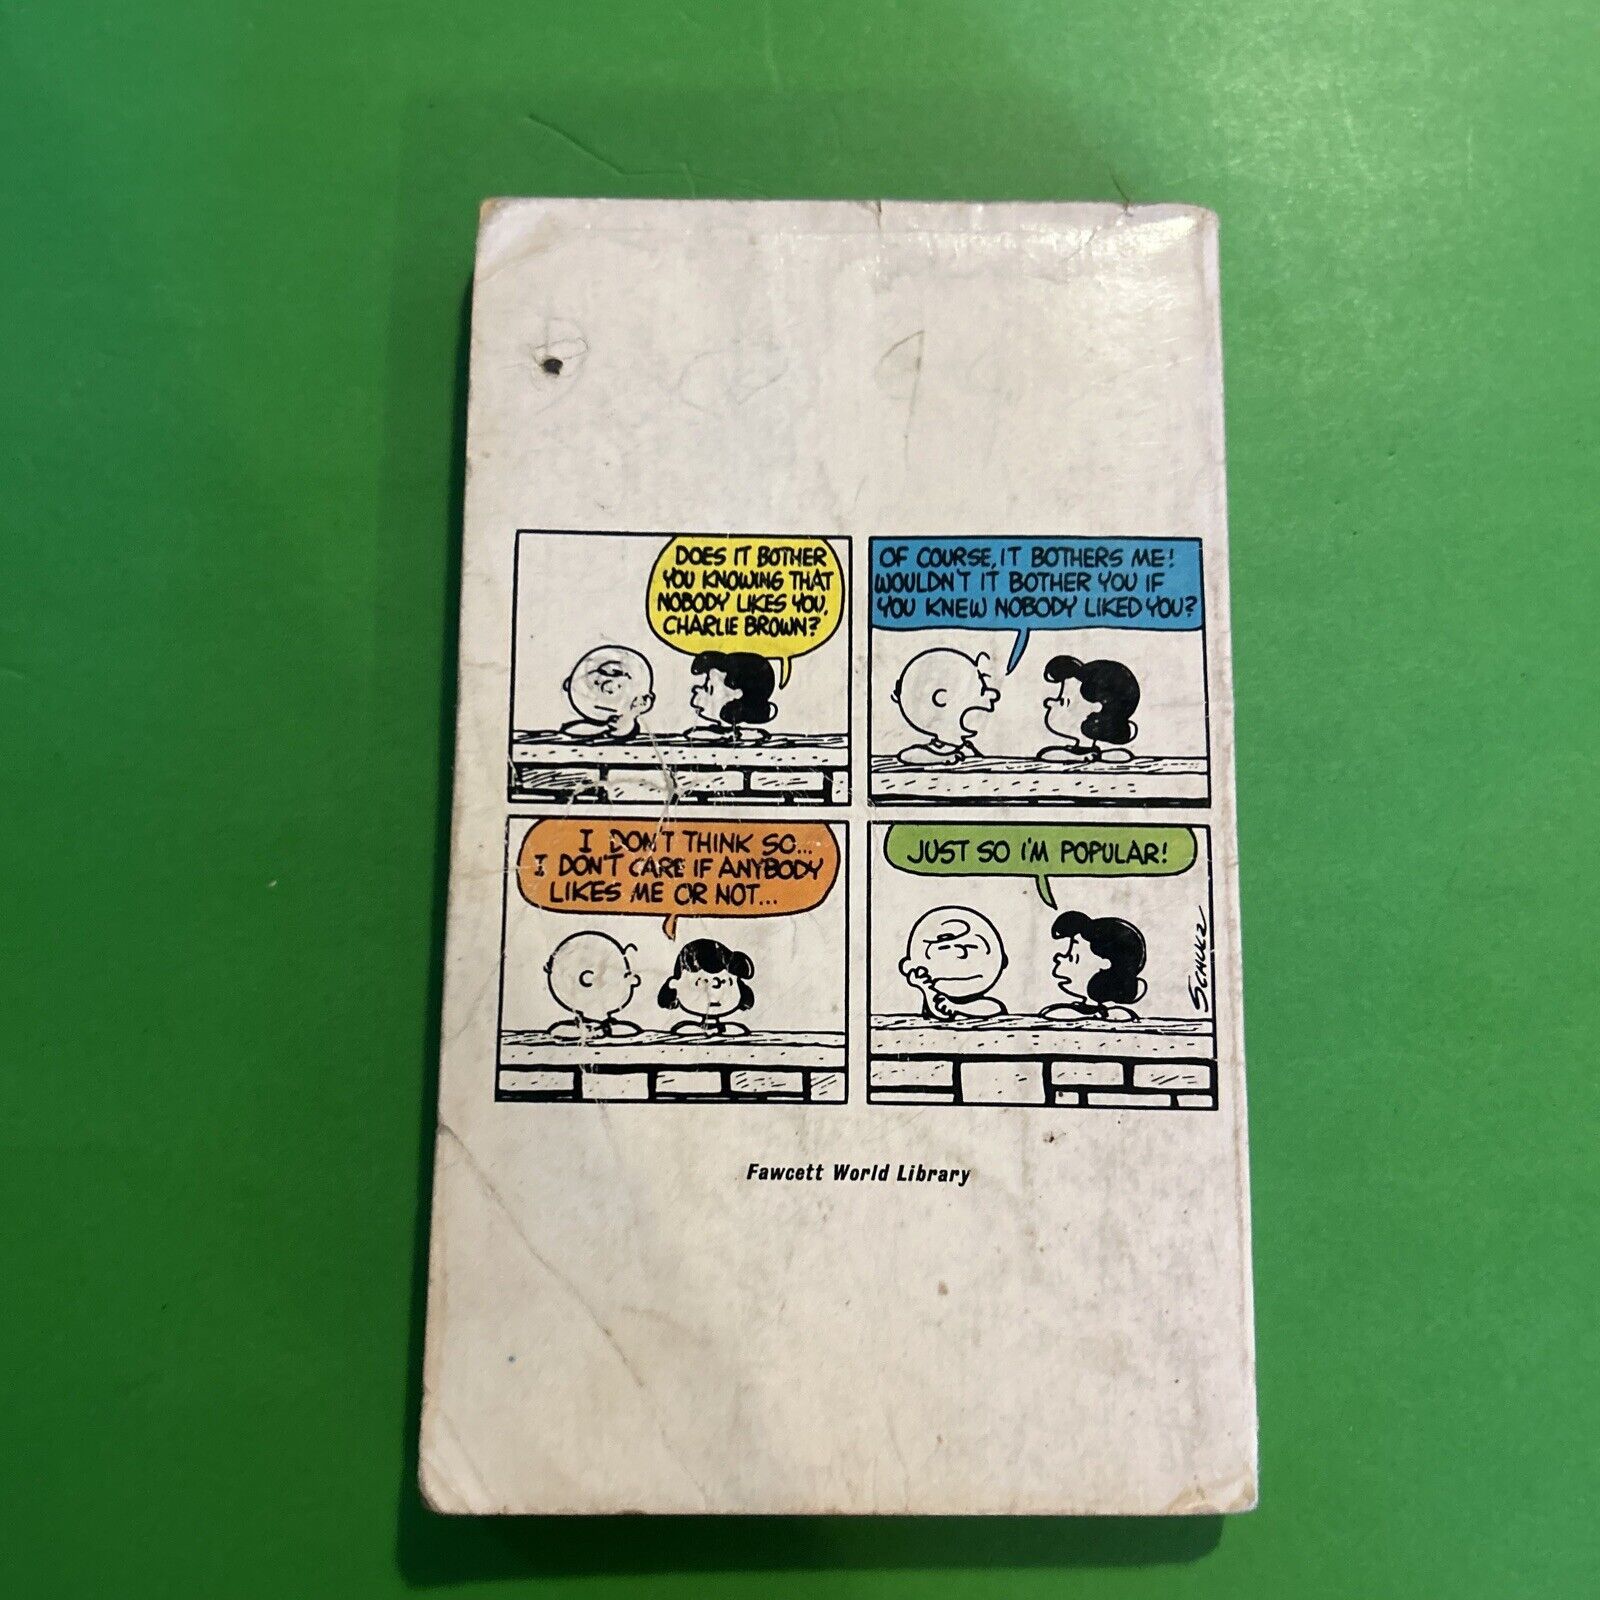 DOES IT BOTHER
YOU KNOWING THAT
NOBODY LIKES YOU,
CHARLIE BROWN?
OF COURSE, IT BOTHERS ME!
WOULDN'T IT BOTHER YOU IF
YOU KNEW NOBODY LIKED YOU?
I DON'T THINK SO...
I DON'T CARE IF ANYBODY
LIKES ME OR NOT...
JUST SO I'M POPULAR!
SCHULZ
Fawcett World Library